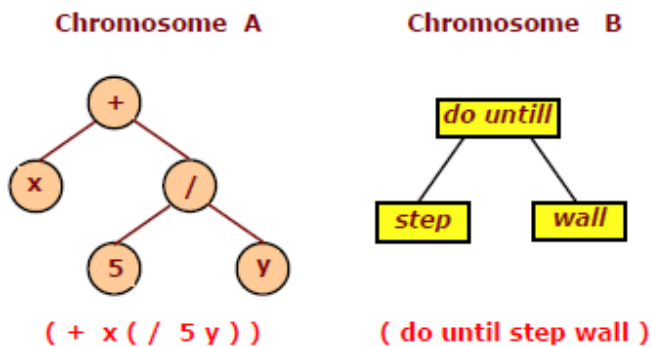 Chromosome A
Chromosome B
+
x
/
5
y
( + x ( / 5 y ) )
do untill
step
wall
( do until step wall )